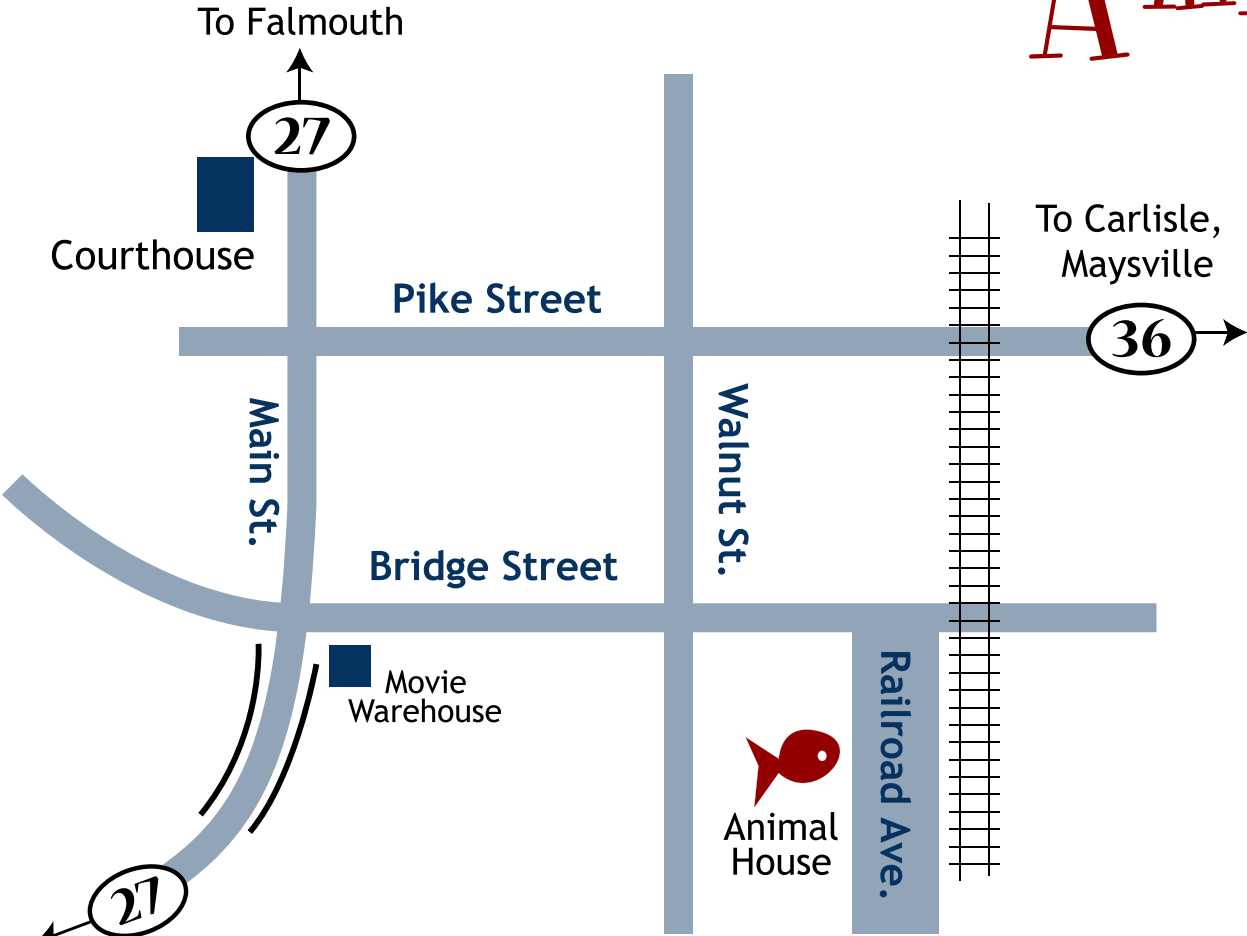 To Falmouth
A
27
Courthouse
To Carlisle,
Maysville
Pike Street
36
Main St.
Walnut St.
Bridge Street
Movie
Warehouse
Railroad Ave.
Animal
House
27